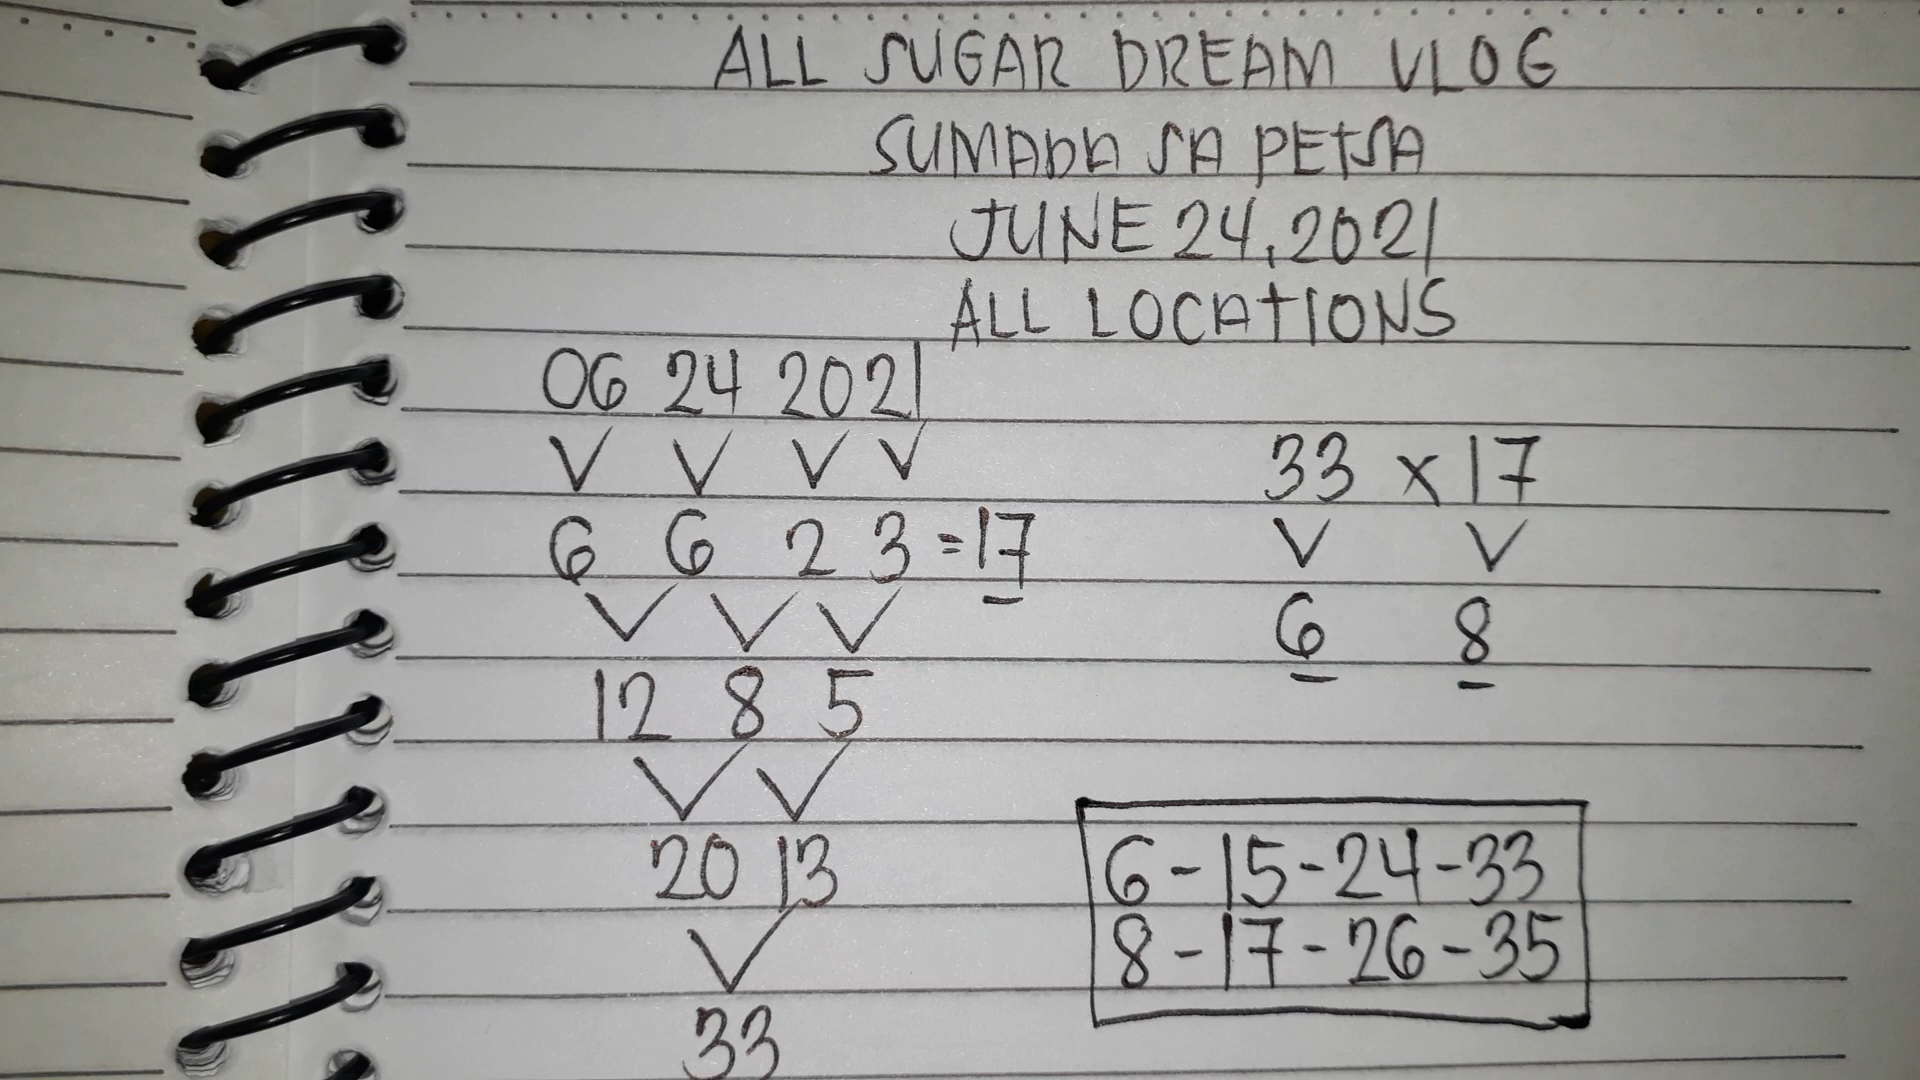 ALL SUGAR DREAM VLOG
SUMADA SA PETSA
JUNE 24, 2021
ALL LOCATIONS
06 24 2021
6 6 2 3 = 17
12 8 5
20 13
33
33 x 17
6 8
6 - 15 - 24 - 33
8 - 17 - 26 - 35